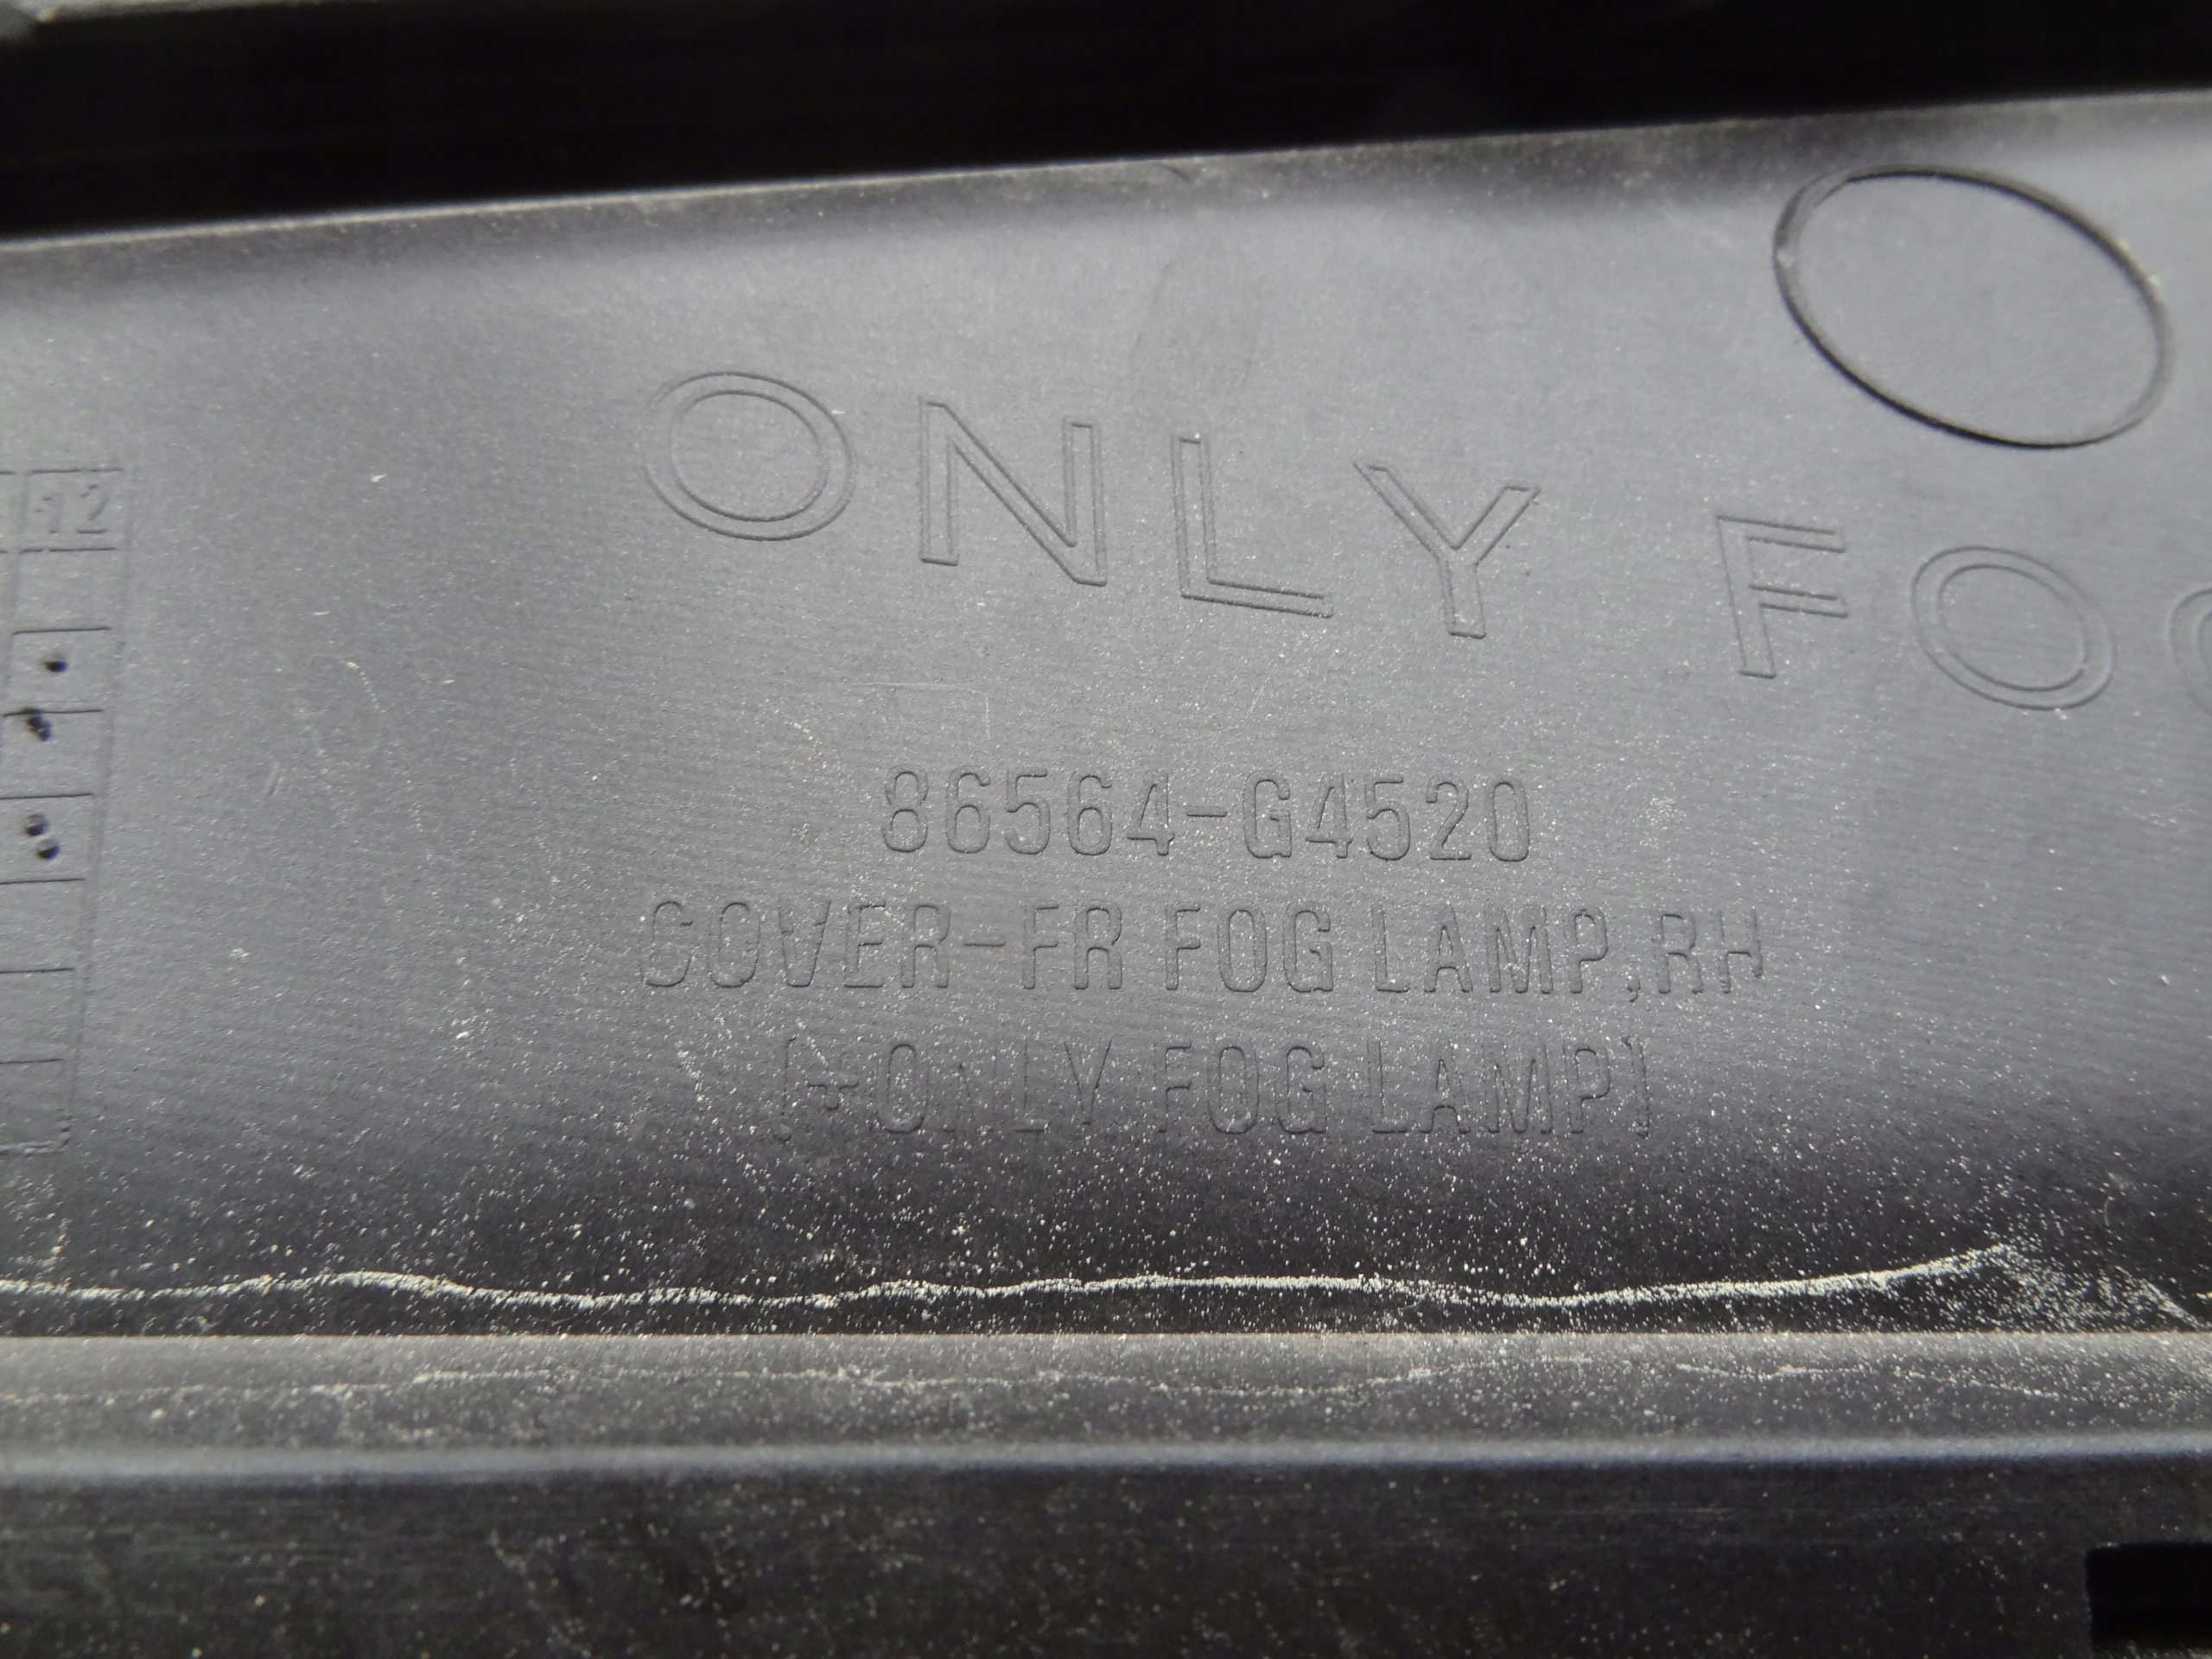 ONLY FO
12
86564-G4520
COVER-FR FOG LAMP,RH
(+ONLY FOG LAMP)